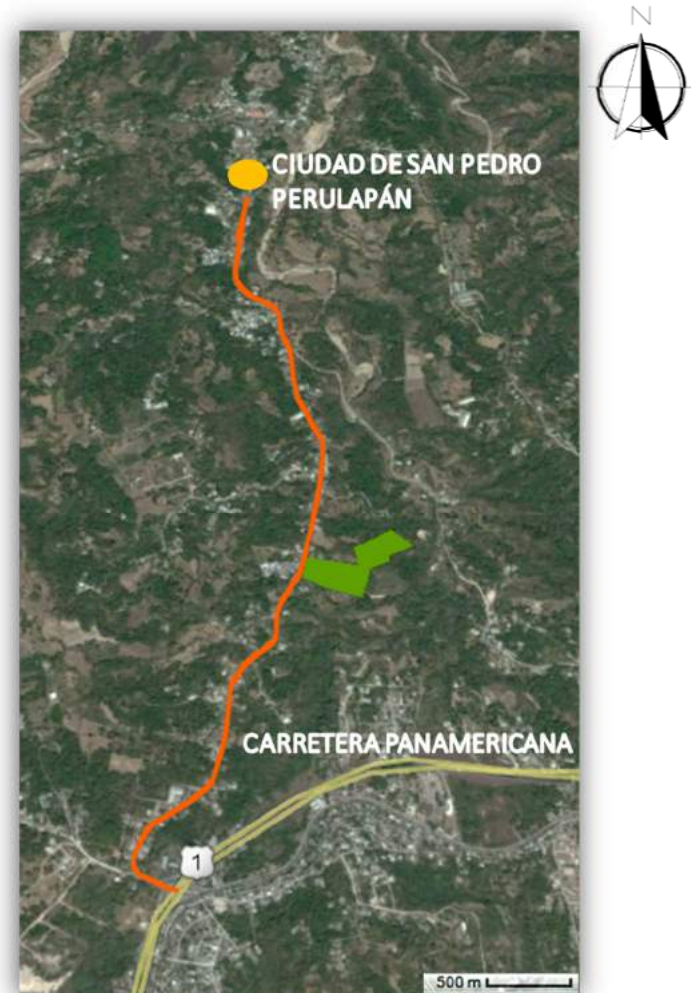 N
CIUDAD DE SAN PEDRO
PERULAPÁN
CARRETERA PANAMERICANA
1
500 m